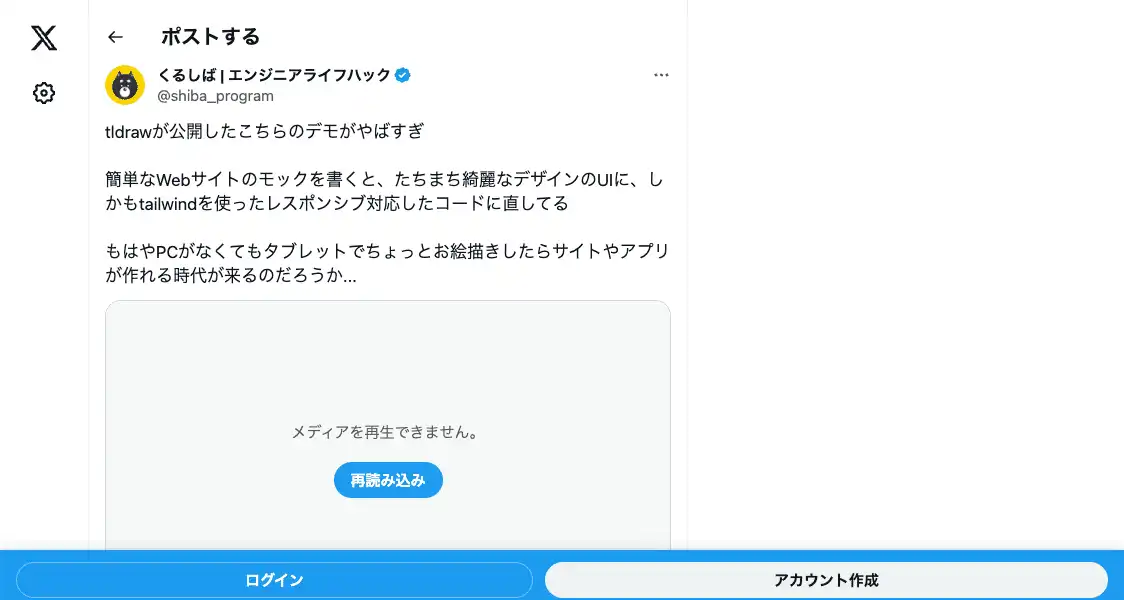 ポストする
くるしば | エンジニアライフハック
@shiba_program
tldrawが公開したこちらのデモがやばすぎ
簡単なWebサイトのモックを書くと、たちまち綺麗なデザインのUIに、し
かもtailwindを使ったレスポンシブ対応したコードに直してる
もはやPCがなくてもタブレットでちょっとお絵描きしたらサイトやアプリ
が作れる時代が来るのだろうか...
メディアを再生できません。
再読み込み
ログイン
アカウント作成